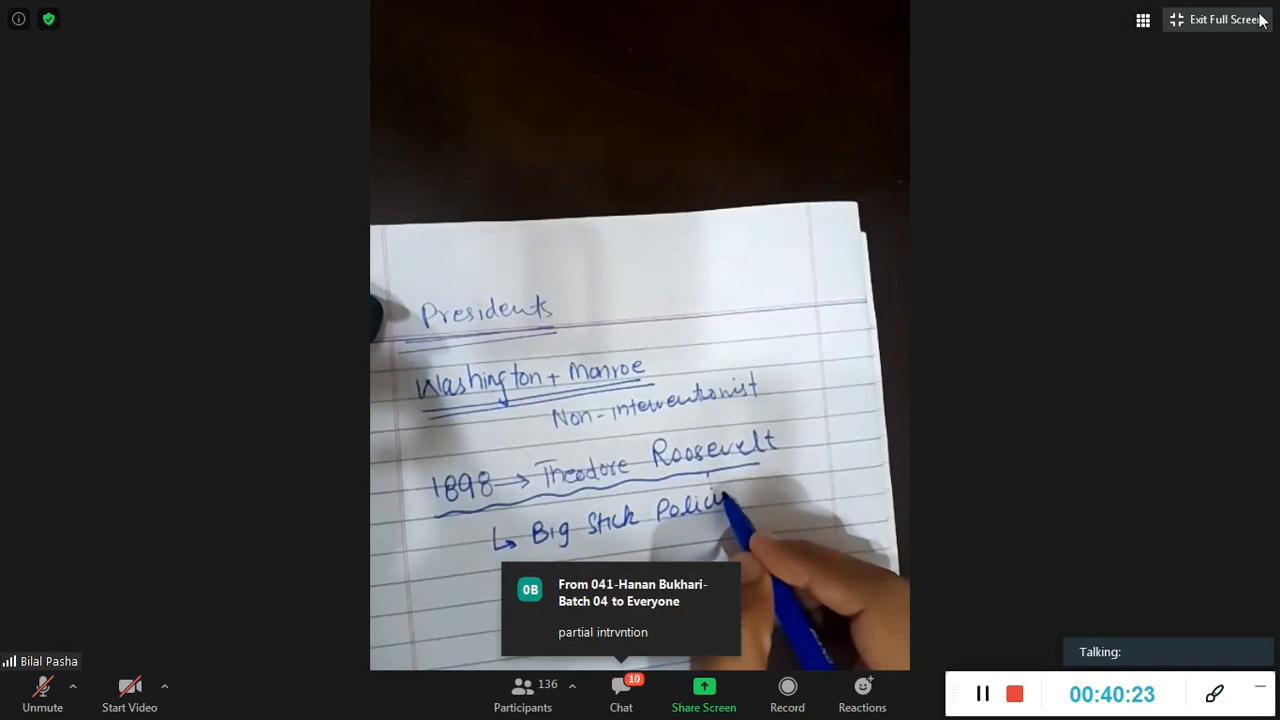 Exit Full Screen
Presidents
Washington + Monroe
Non-interventionist
1898 → Theodore Roosevelt
↳ Big Stick Polici
OB
From 041-Hanan Bukhari-
Batch 04 to Everyone
partial intrvntion
Talking:
Bilal Pasha
Unmute
Start Video
136
Participants
10
Chat
Share Screen
Record
Reactions
00:40:23